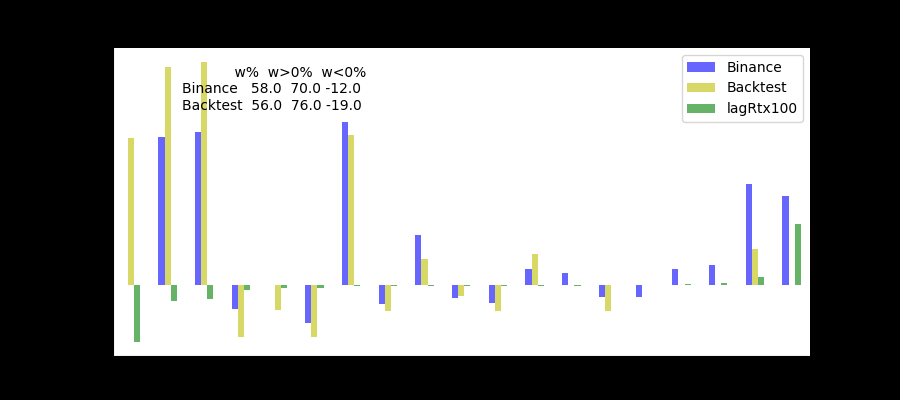 w%  w>0%  w<0%
Binance   58.0  70.0 -12.0
Backtest  56.0  76.0 -19.0
Binance
Backtest
lagRtx100